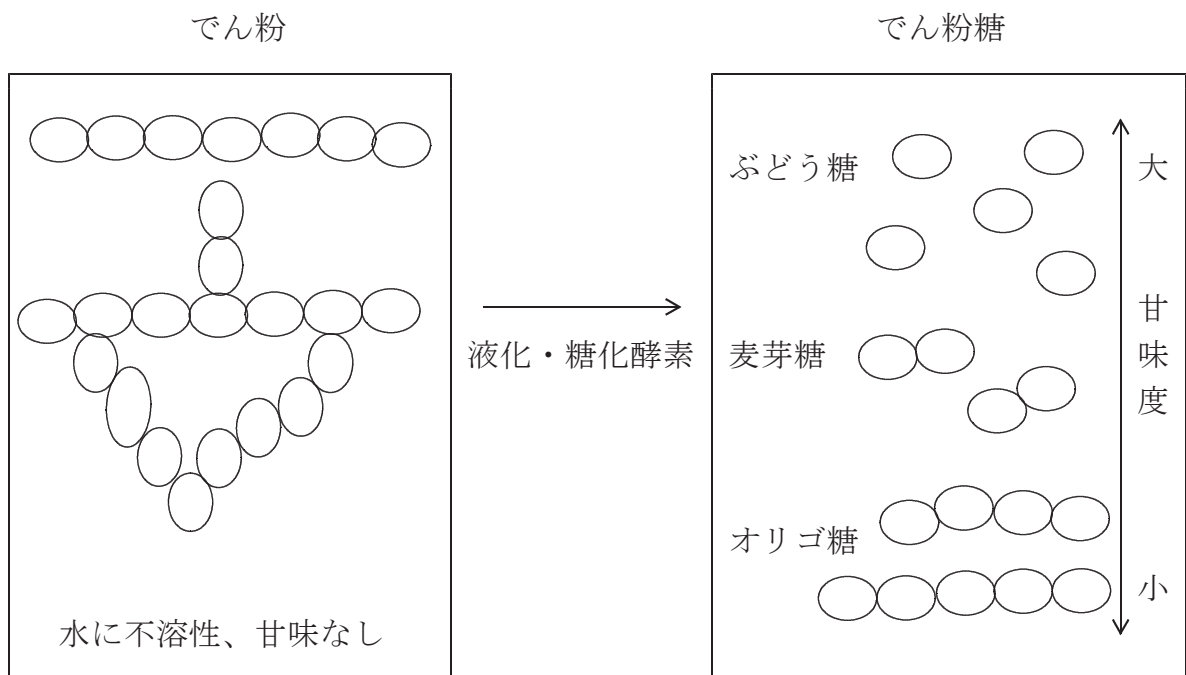 でん粉
でん粉糖
ぶどう糖
大
甘味度
液化・糖化酵素
麦芽糖
オリゴ糖
小
水に不溶性、甘味なし